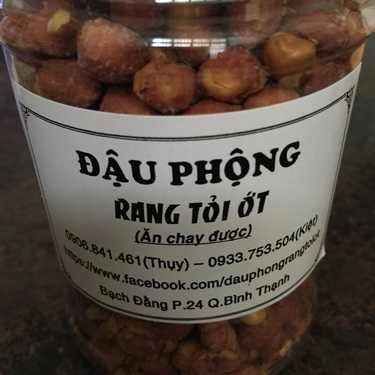 ĐẬU PHỘNG
RANG TỎI ỚT
(Ăn chay được)
0906.841.461(Thụy) – 0933.753.504(Kiệt)
https://www.facebook.com/dauphongrangtoiot
Bạch Đằng P.24 Q.Bình Thạnh